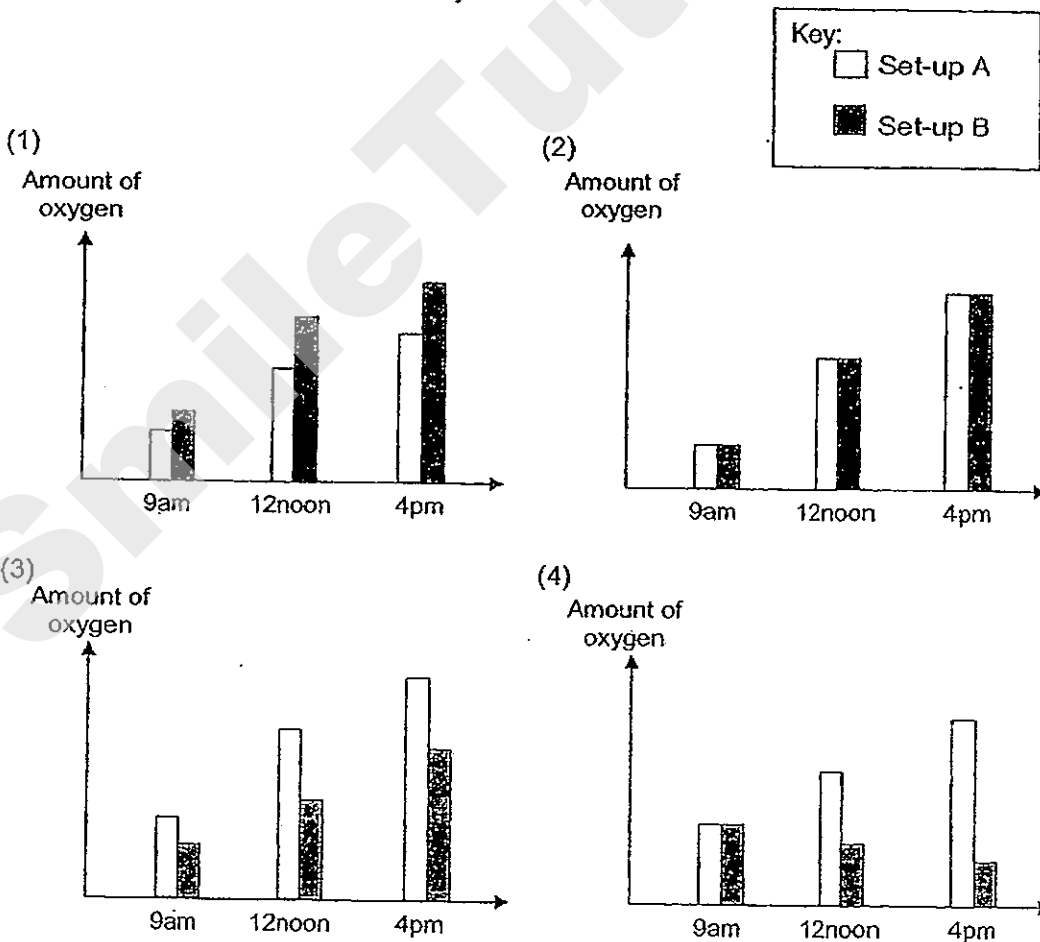 Key:
Set-up A
Set-up B
(1)
Amount of
oxygen
9am 12noon 4pm
(2)
Amount of
oxygen
9am 12noon 4pm
(3)
Amount of
oxygen
9am 12noon 4pm
(4)
Amount of
oxygen
9am 12noon 4pm